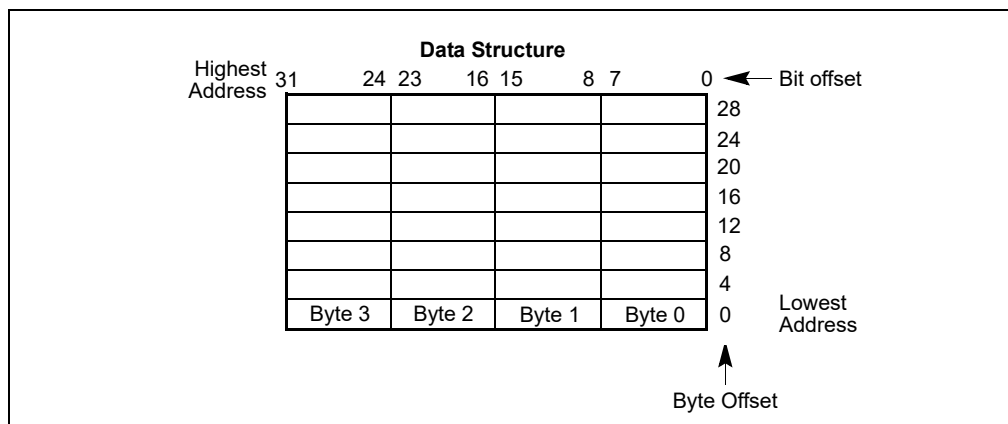 Data Structure
Highest
Address
31 24 23 16 15 8 7 0
Bit offset
28
24
20
16
12
8
4
Byte 3 Byte 2 Byte 1 Byte 0 0
Lowest
Address
Byte Offset